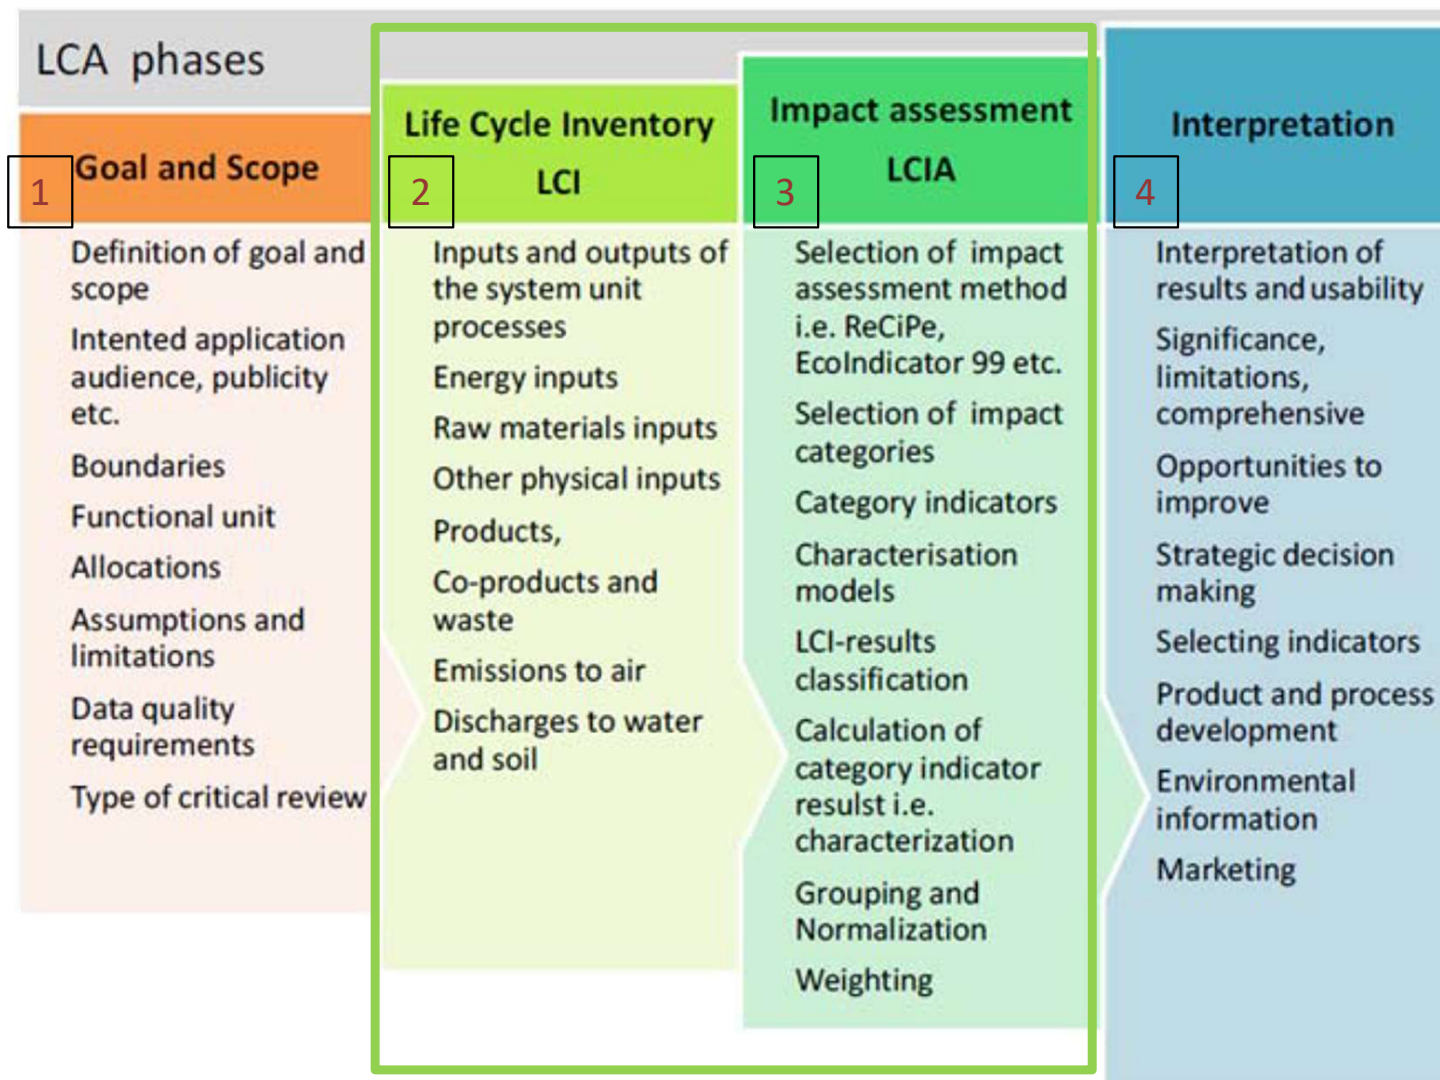 LCA phases
1
Goal and Scope
Definition of goal and
scope
Intented application
audience, publicity
etc.
Boundaries
Functional unit
Allocations
Assumptions and
limitations
Data quality
requirements
Type of critical review
2
Life Cycle Inventory
LCI
Inputs and outputs of
the system unit
processes
Energy inputs
Raw materials inputs
Other physical inputs
Products,
Co-products and
waste
Emissions to air
Discharges to water
and soil
3
Impact assessment
LCIA
Selection of impact
assessment method
i.e. ReCiPe,
EcoIndicator 99 etc.
Selection of impact
categories
Category indicators
Characterisation
models
LCI-results
classification
Calculation of
category indicator
resulst i.e.
characterization
Grouping and
Normalization
Weighting
4
Interpretation
Interpretation of
results and usability
Significance,
limitations,
comprehensive
Opportunities to
improve
Strategic decision
making
Selecting indicators
Product and process
development
Environmental
information
Marketing